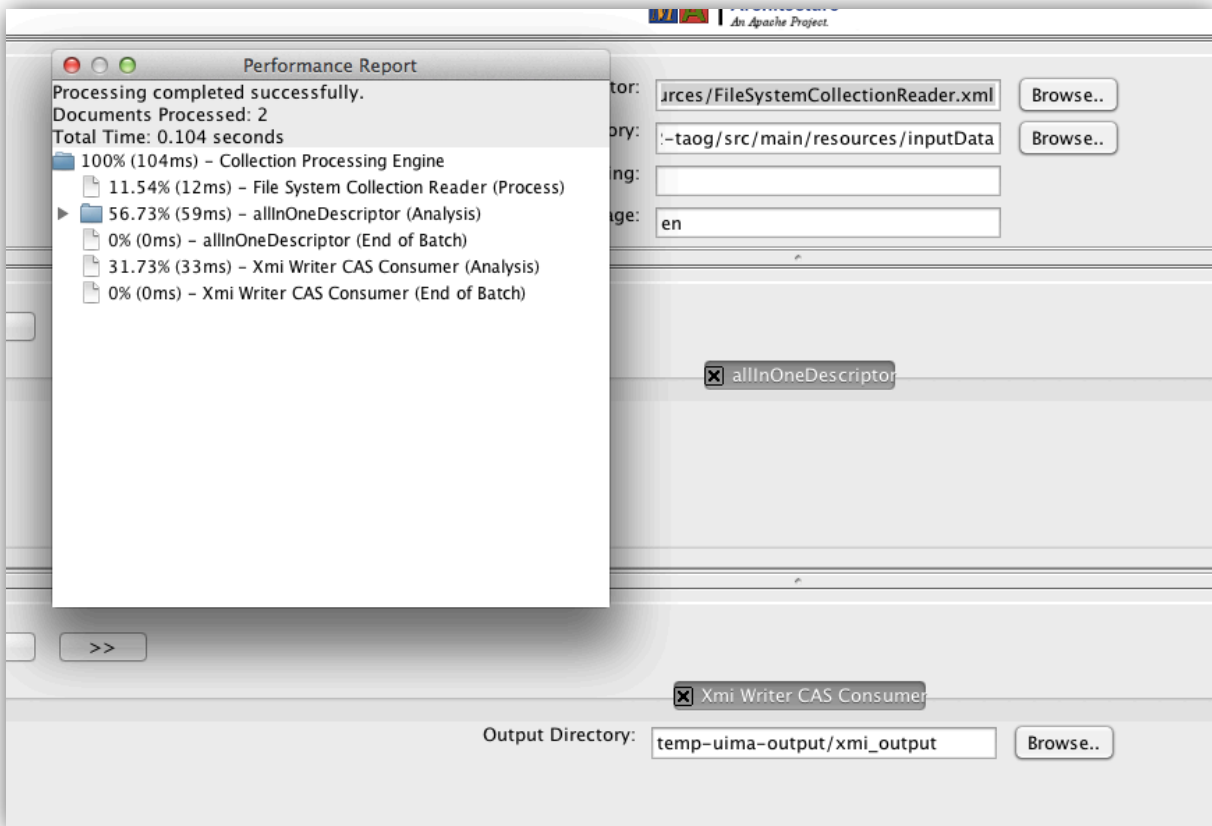 Architecture
An Apache Project.
Performance Report
Processing completed successfully.
Documents Processed: 2
Total Time: 0.104 seconds
100% (104ms) – Collection Processing Engine
11.54% (12ms) – File System Collection Reader (Process)
56.73% (59ms) – allInOneDescriptor (Analysis)
0% (0ms) – allInOneDescriptor (End of Batch)
31.73% (33ms) – Xmi Writer CAS Consumer (Analysis)
0% (0ms) – Xmi Writer CAS Consumer (End of Batch)
tor: urces/FileSystemCollectionReader.xml Browse..
ory: -taog/src/main/resources/inputData Browse..
ing:
age: en
allInOneDescriptor
>>
Xmi Writer CAS Consumer
Output Directory: temp-uima-output/xmi_output Browse..